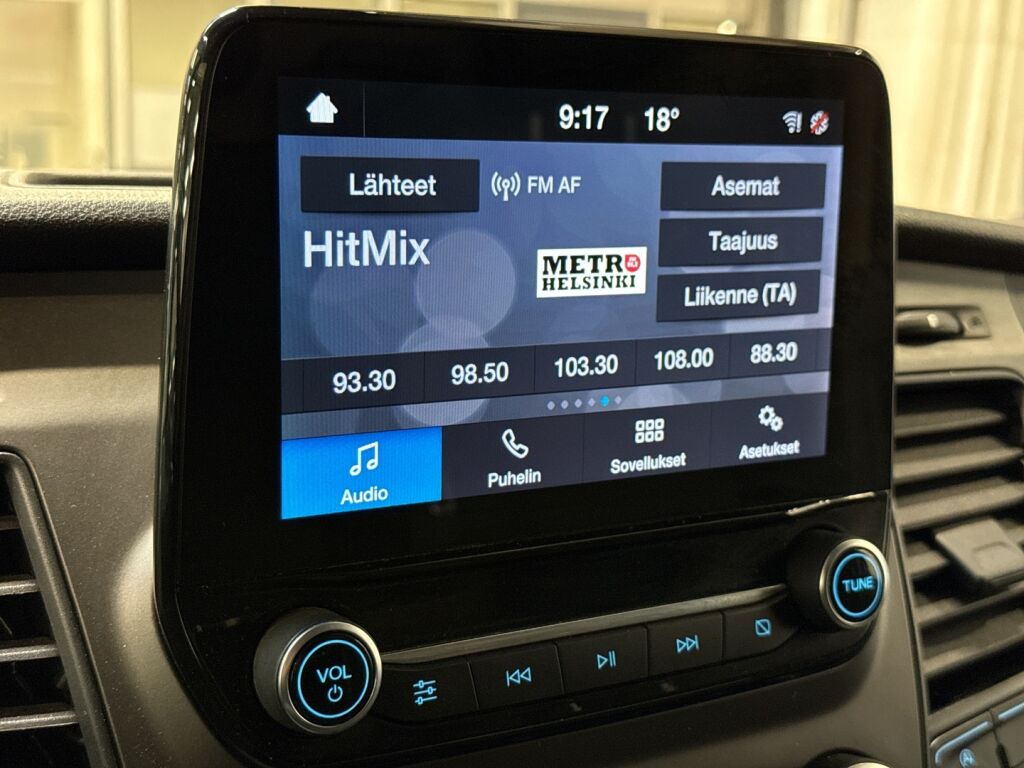 9:17 18°
Lähteet FM AF
Asemat
HitMix
Taajuus
METRO
HELSINKI
Liikenne (TA)
93.30 98.50 103.30 108.00 88.30
Audio Puhelin Sovellukset Asetukset
VOL
TUNE